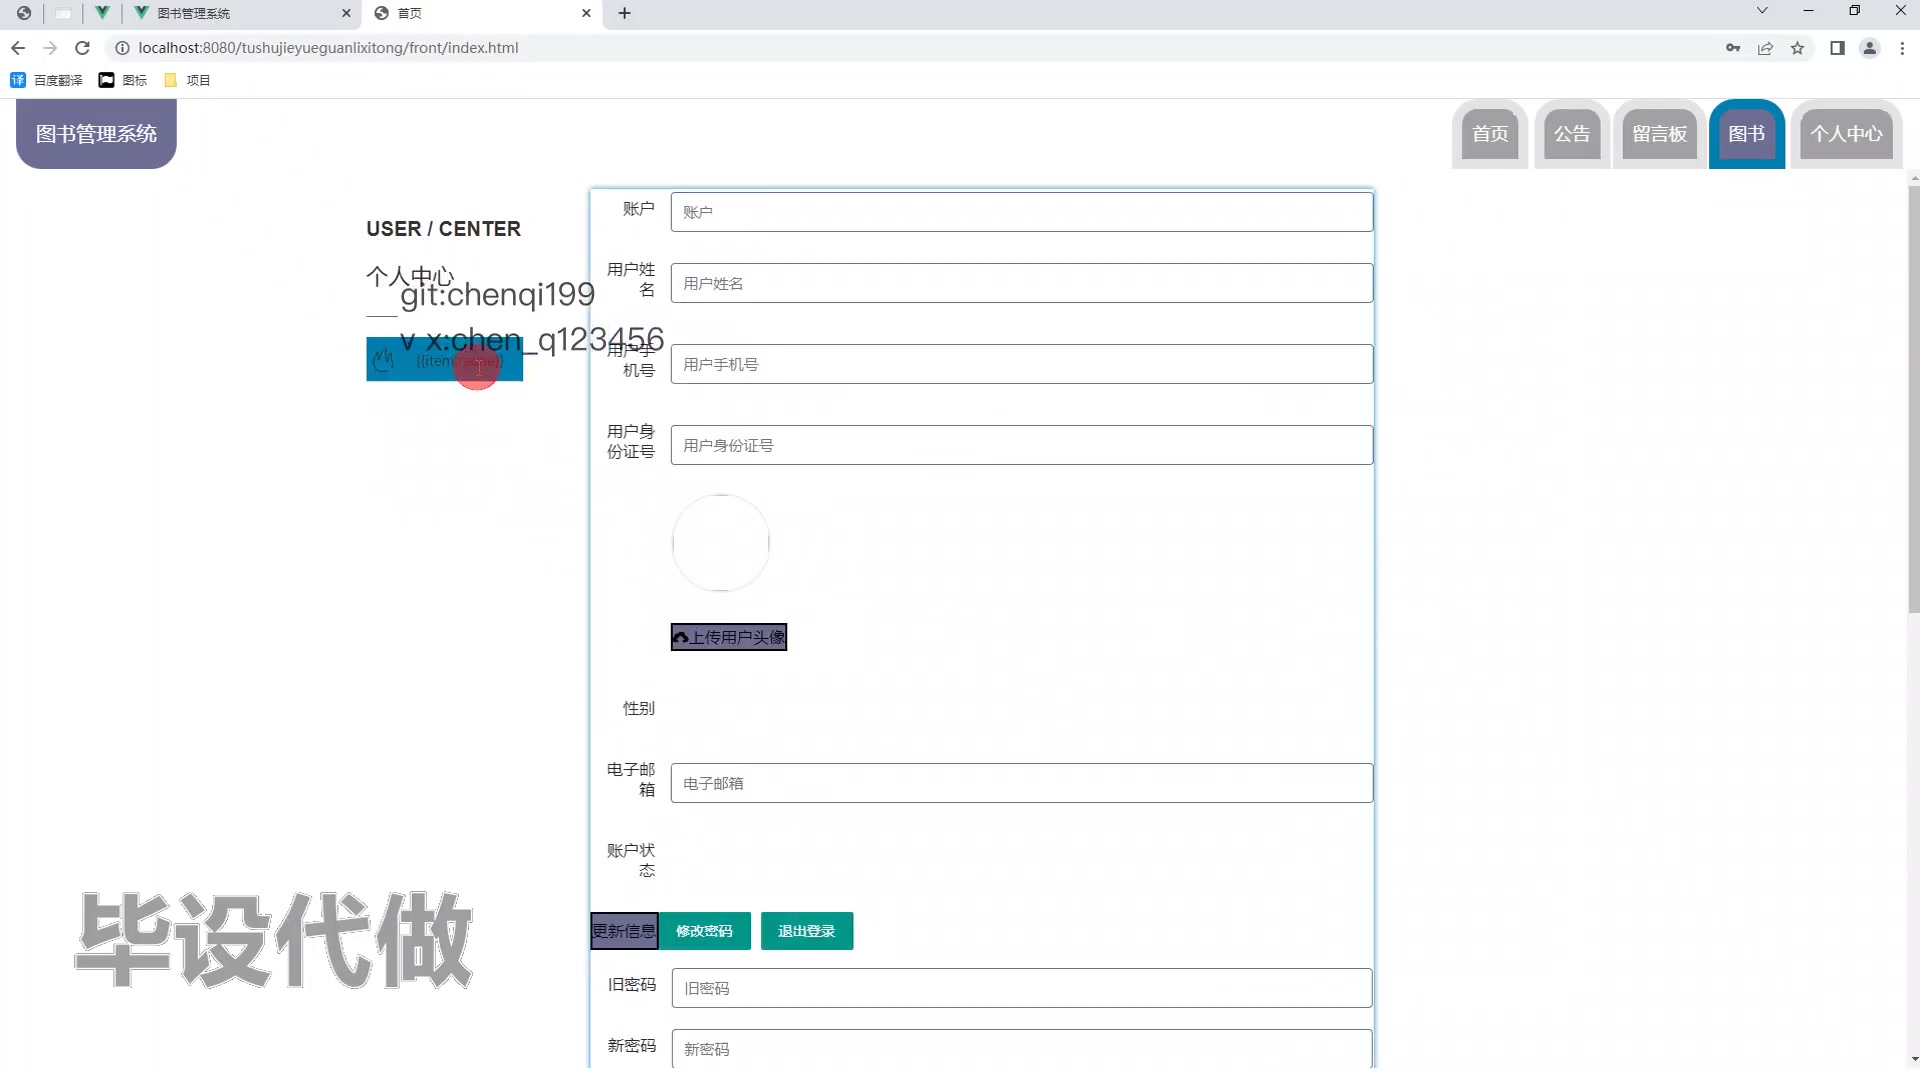 图书管理系统
首页
localhost:8080/tushujieyueguanlixitong/front/index.html
百度翻译
图标
项目
图书管理系统
首页
公告
留言板
图书
个人中心
USER / CENTER
个人中心
git:chenqi199
v x:chen_q123456
{{item.name}}
账户
账户
用户姓名
用户姓名
用户手机号
用户手机号
用户身份证号
用户身份证号
上传用户头像
性别
电子邮箱
电子邮箱
账户状态
更新信息
修改密码
退出登录
旧密码
旧密码
新密码
新密码
毕设代做